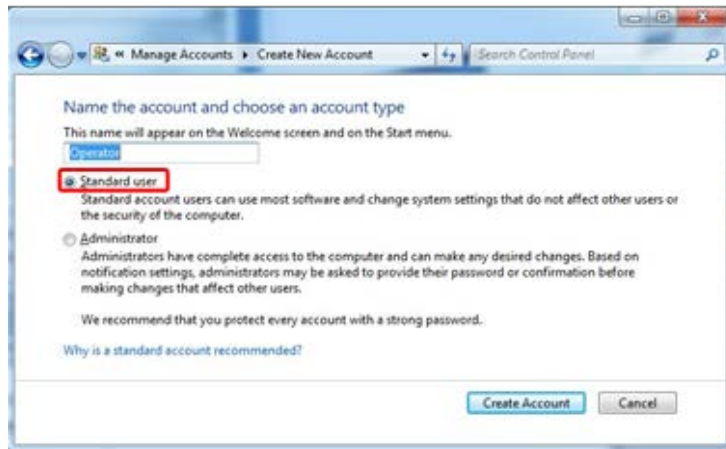 « Manage Accounts ▸ Create New Account Search Control Panel
Name the account and choose an account type
This name will appear on the Welcome screen and on the Start menu.
Operator
Standard user
Standard account users can use most software and change system settings that do not affect other users or
the security of the computer.
Administrator
Administrators have complete access to the computer and can make any desired changes. Based on
notification settings, administrators may be asked to provide their password or confirmation before
making changes that affect other users.
We recommend that you protect every account with a strong password.
Why is a standard account recommended?
Create Account Cancel